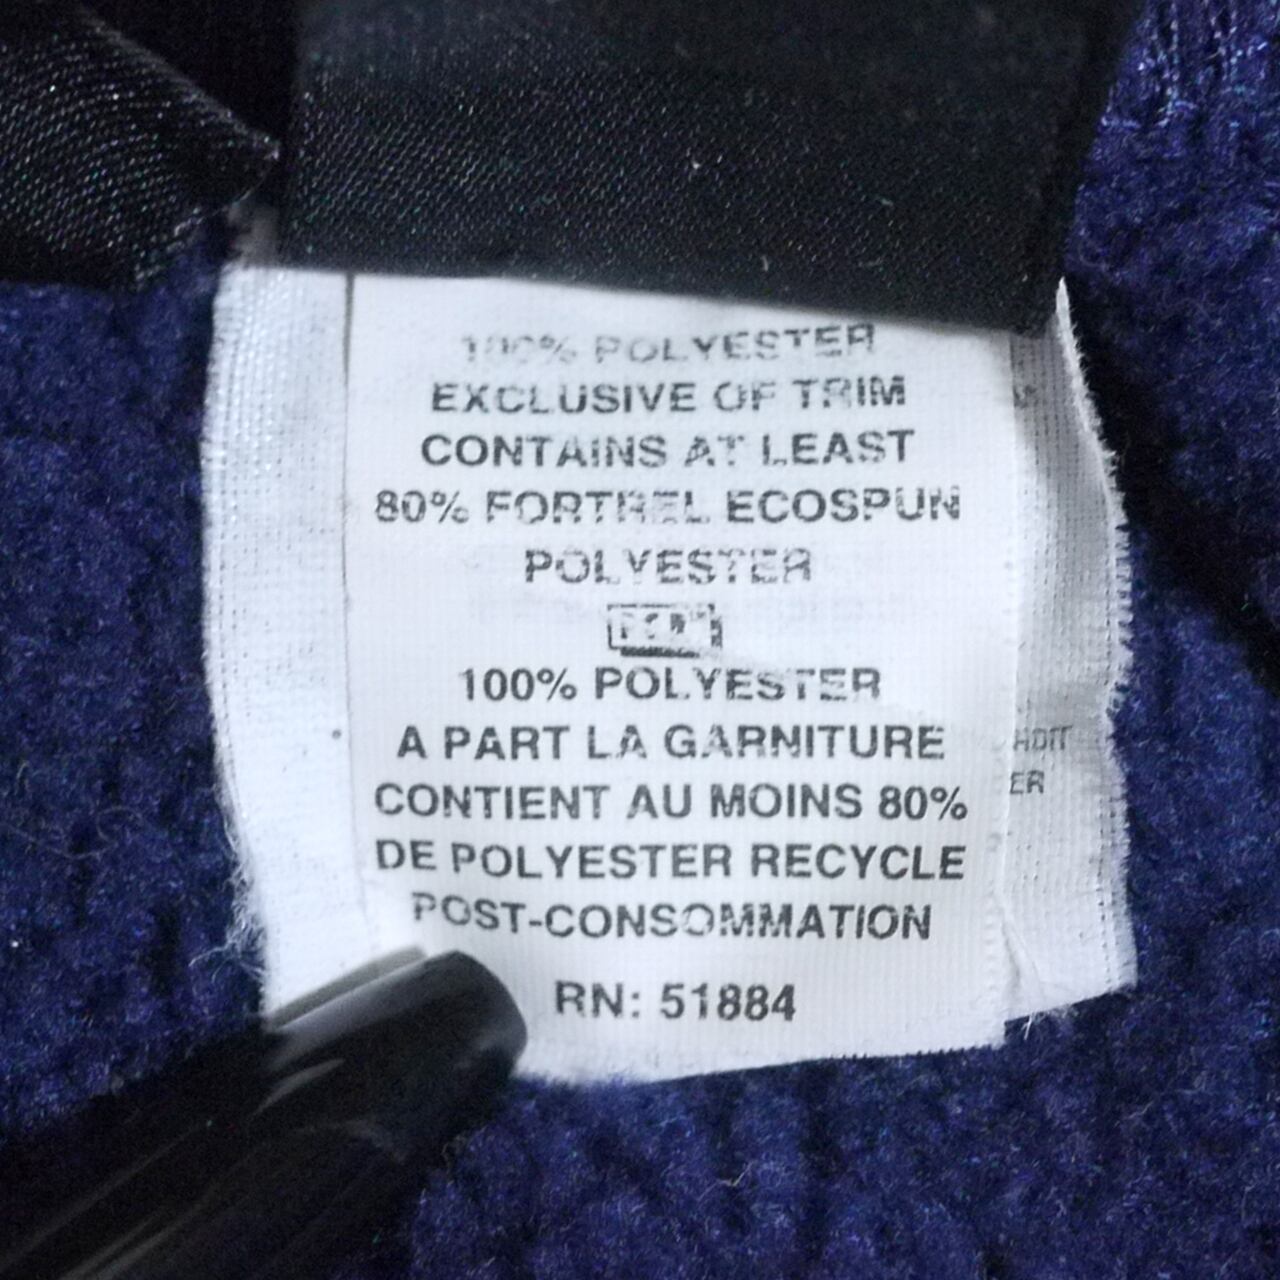 100% POLYESTER
EXCLUSIVE OF TRIM
CONTAINS AT LEAST
80% FORTREL ECOSPUN
POLYESTER
100% POLYESTER
A PART LA GARNITURE
CONTIENT AU MOINS 80%
DE POLYESTER RECYCLE
POST-CONSOMMATION
RN: 51884
ER